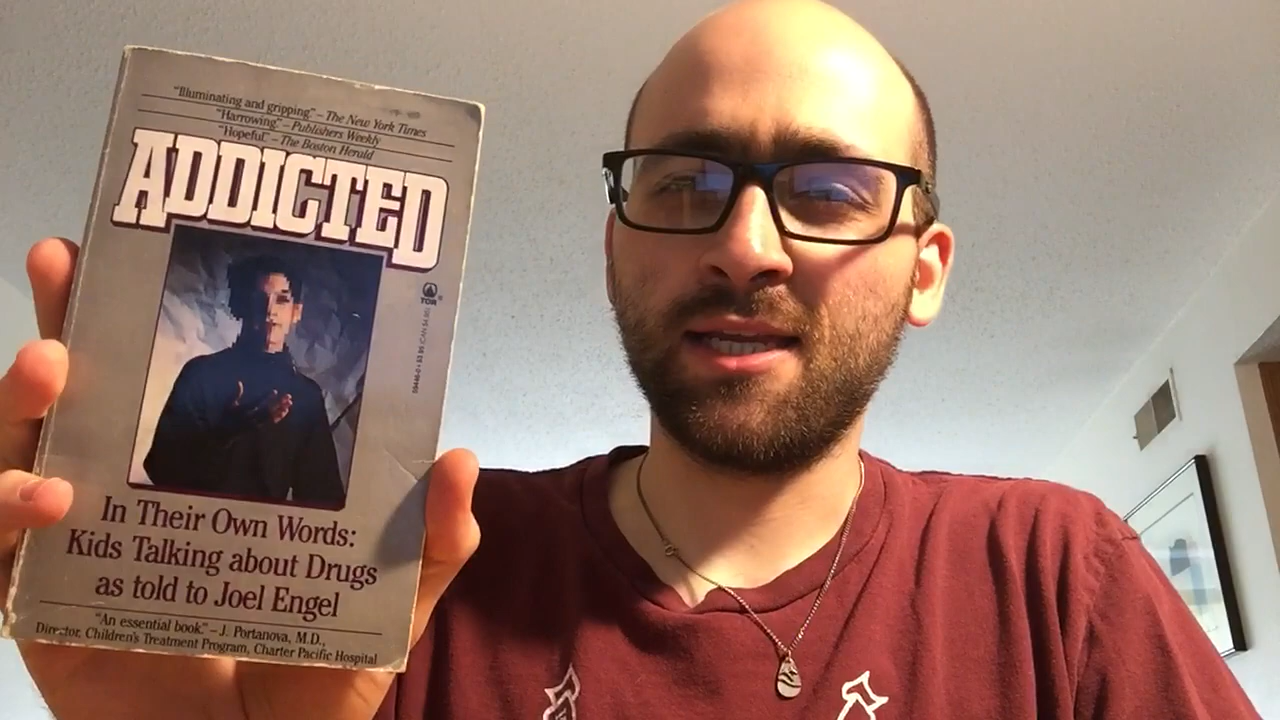 "Illuminating and gripping." – The New York Times
"Harrowing." – Publishers Weekly
"Hopeful." – The Boston Herald
ADDICTED
TOR
In Their Own Words:
Kids Talking about Drugs
as told to Joel Engel
"An essential book." – J. Portanova, M.D.,
Director, Children's Treatment Program, Charter Pacific Hospital